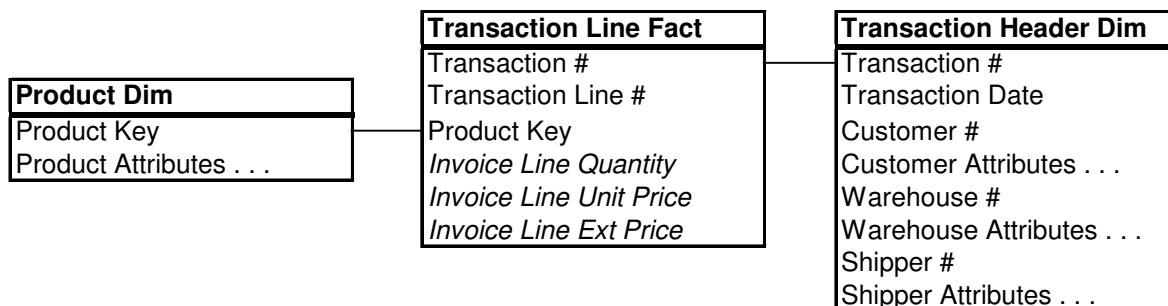 Product Dim
Product Key
Product Attributes . . .
Transaction Line Fact
Transaction #
Transaction Line #
Product Key
Invoice Line Quantity
Invoice Line Unit Price
Invoice Line Ext Price
Transaction Header Dim
Transaction #
Transaction Date
Customer #
Customer Attributes . . .
Warehouse #
Warehouse Attributes . . .
Shipper #
Shipper Attributes . . .